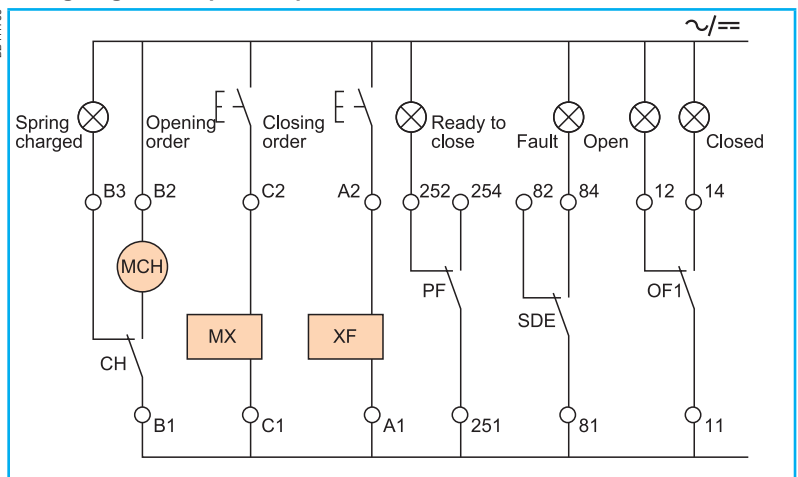 Spring charged
Opening order
Closing order
Ready to close
Fault
Open
Closed
B3
B2
C2
A2
252
254
82
84
12
14
MCH
CH
MX
XF
PF
SDE
OF1
B1
C1
A1
251
81
11